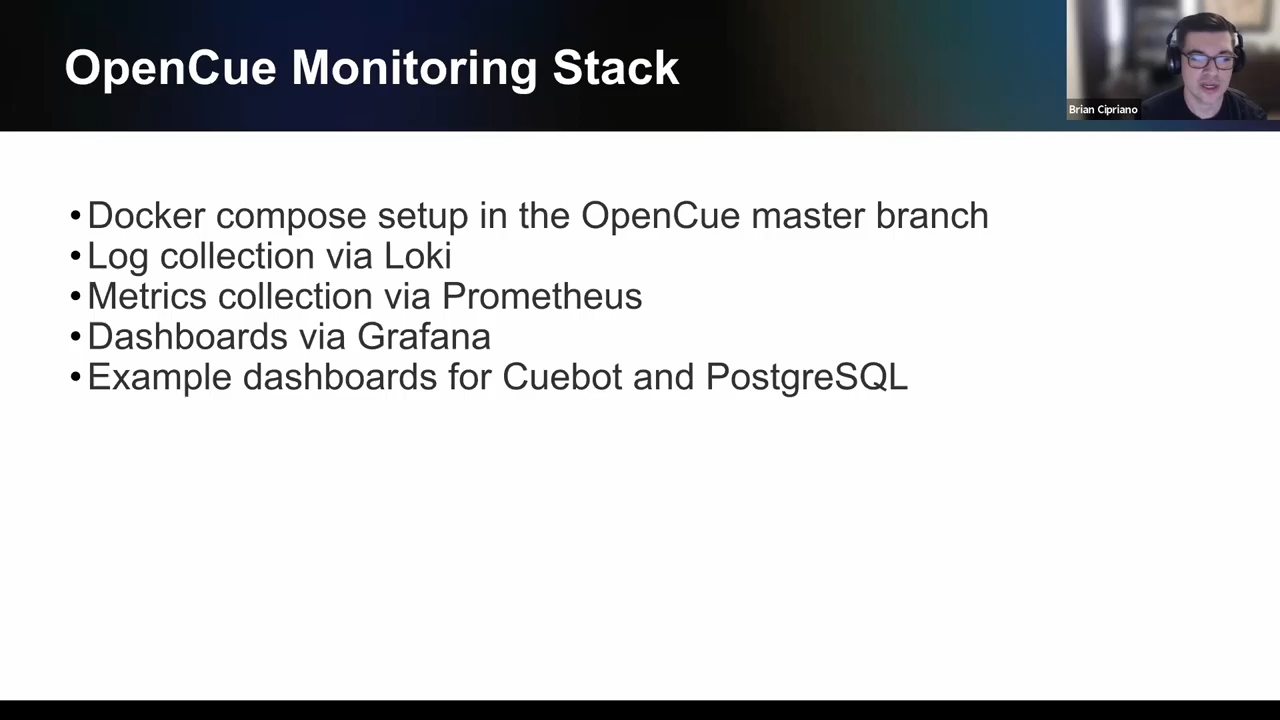 OpenCue Monitoring Stack
Brian Cipriano
•Docker compose setup in the OpenCue master branch
•Log collection via Loki
•Metrics collection via Prometheus
•Dashboards via Grafana
•Example dashboards for Cuebot and PostgreSQL